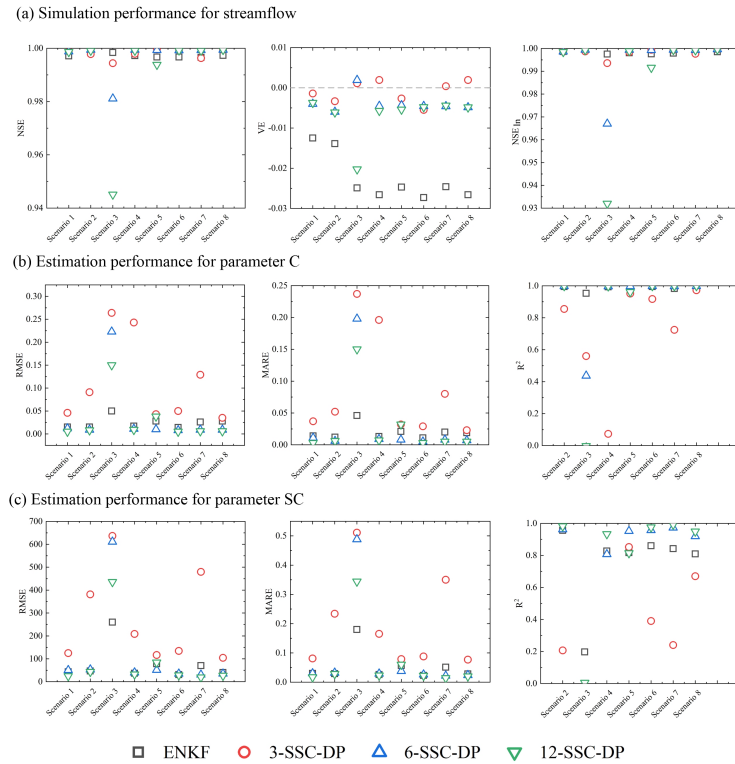 (a) Simulation performance for streamflow
1.00
0.98
0.96
0.94
NSE
Scenario 1
Scenario 2
Scenario 3
Scenario 4
Scenario 5
Scenario 6
Scenario 7
Scenario 8
0.01
0.00
-0.01
-0.02
-0.03
VE
Scenario 1
Scenario 2
Scenario 3
Scenario 4
Scenario 5
Scenario 6
Scenario 7
Scenario 8
1.00
0.99
0.98
0.97
0.96
0.95
0.94
0.93
NSE ln
Scenario 1
Scenario 2
Scenario 3
Scenario 4
Scenario 5
Scenario 6
Scenario 7
Scenario 8
(b) Estimation performance for parameter C
0.30
0.25
0.20
0.15
0.10
0.05
0.00
RMSE
Scenario 1
Scenario 2
Scenario 3
Scenario 4
Scenario 5
Scenario 6
Scenario 7
Scenario 8
0.25
0.20
0.15
0.10
0.05
0.00
MARE
Scenario 1
Scenario 2
Scenario 3
Scenario 4
Scenario 5
Scenario 6
Scenario 7
Scenario 8
1.0
0.8
0.6
0.4
0.2
0.0
R²
Scenario 2
Scenario 3
Scenario 4
Scenario 5
Scenario 6
Scenario 7
Scenario 8
(c) Estimation performance for parameter SC
700
600
500
400
300
200
100
0
RMSE
Scenario 1
Scenario 2
Scenario 3
Scenario 4
Scenario 5
Scenario 6
Scenario 7
Scenario 8
0.5
0.4
0.3
0.2
0.1
0.0
MARE
Scenario 1
Scenario 2
Scenario 3
Scenario 4
Scenario 5
Scenario 6
Scenario 7
Scenario 8
1.0
0.8
0.6
0.4
0.2
0.0
R²
Scenario 2
Scenario 3
Scenario 4
Scenario 5
Scenario 6
Scenario 7
Scenario 8
ENKF 3-SSC-DP 6-SSC-DP 12-SSC-DP